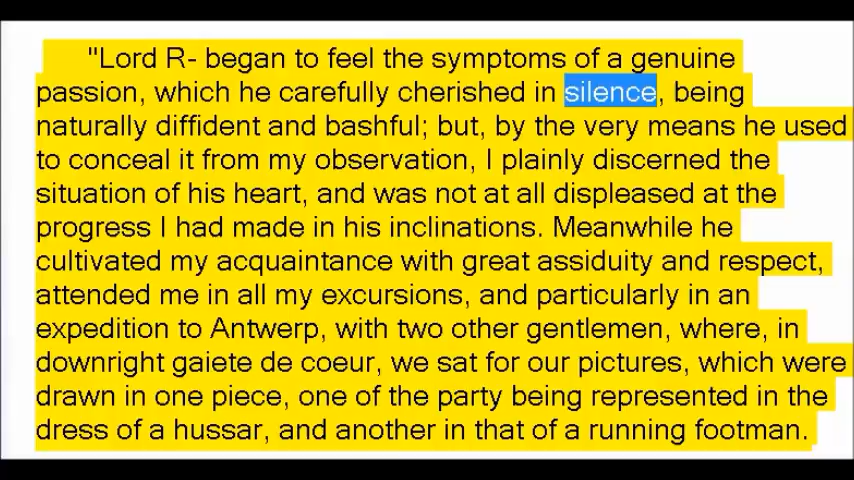 "Lord R- began to feel the symptoms of a genuine
passion, which he carefully cherished in silence, being
naturally diffident and bashful; but, by the very means he used
to conceal it from my observation, I plainly discerned the
situation of his heart, and was not at all displeased at the
progress I had made in his inclinations. Meanwhile he
cultivated my acquaintance with great assiduity and respect,
attended me in all my excursions, and particularly in an
expedition to Antwerp, with two other gentlemen, where, in
downright gaiete de coeur, we sat for our pictures, which were
drawn in one piece, one of the party being represented in the
dress of a hussar, and another in that of a running footman.